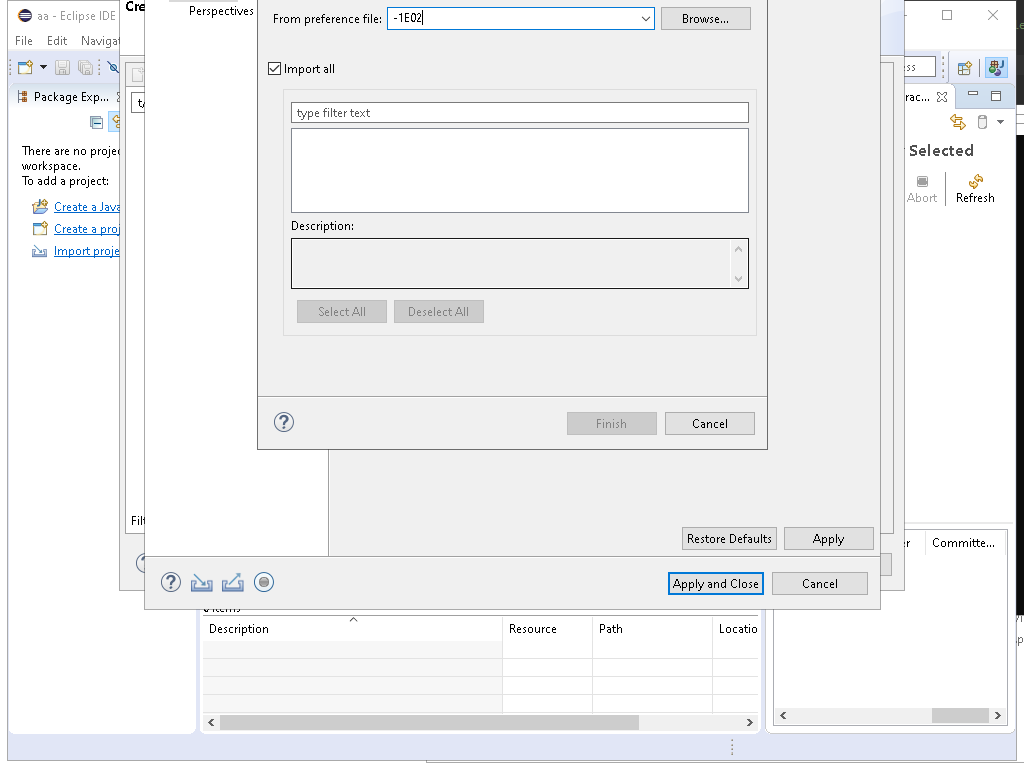 aa - Eclipse IDE
Cre
Perspectives
From preference file:
-1E02
Browse...
File
Edit
Navigat
Import all
ss
Package Exp...
t
rac...
type filter text
There are no projec
workspace.
To add a project:
Selected
Abort
Refresh
Create a Java
Create a proj
Import proje
Description:
Select All
Deselect All
Finish
Cancel
Filt
Restore Defaults
Apply
er
Committe...
Apply and Close
Cancel
0 items
Description
Resource
Path
Locatio